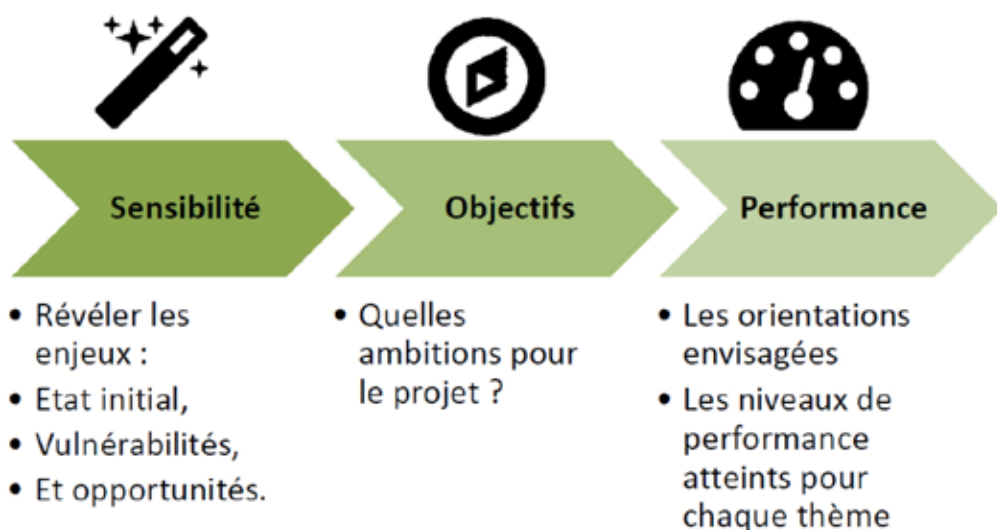 Sensibilité
Objectifs
Performance
• Révéler les
enjeux :
• Etat initial,
• Vulnérabilités,
• Et opportunités.
• Quelles
ambitions pour
le projet ?
• Les orientations
envisagées
• Les niveaux de
performance
atteints pour
chaque thème